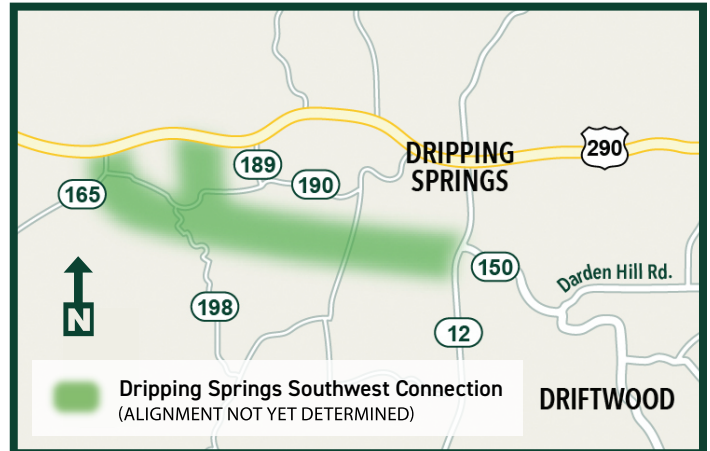 DRIPPING
SPRINGS
290
189
190
165
150
Darden Hill Rd.
198
12
N
Dripping Springs Southwest Connection
(ALIGNMENT NOT YET DETERMINED)
DRIFTWOOD